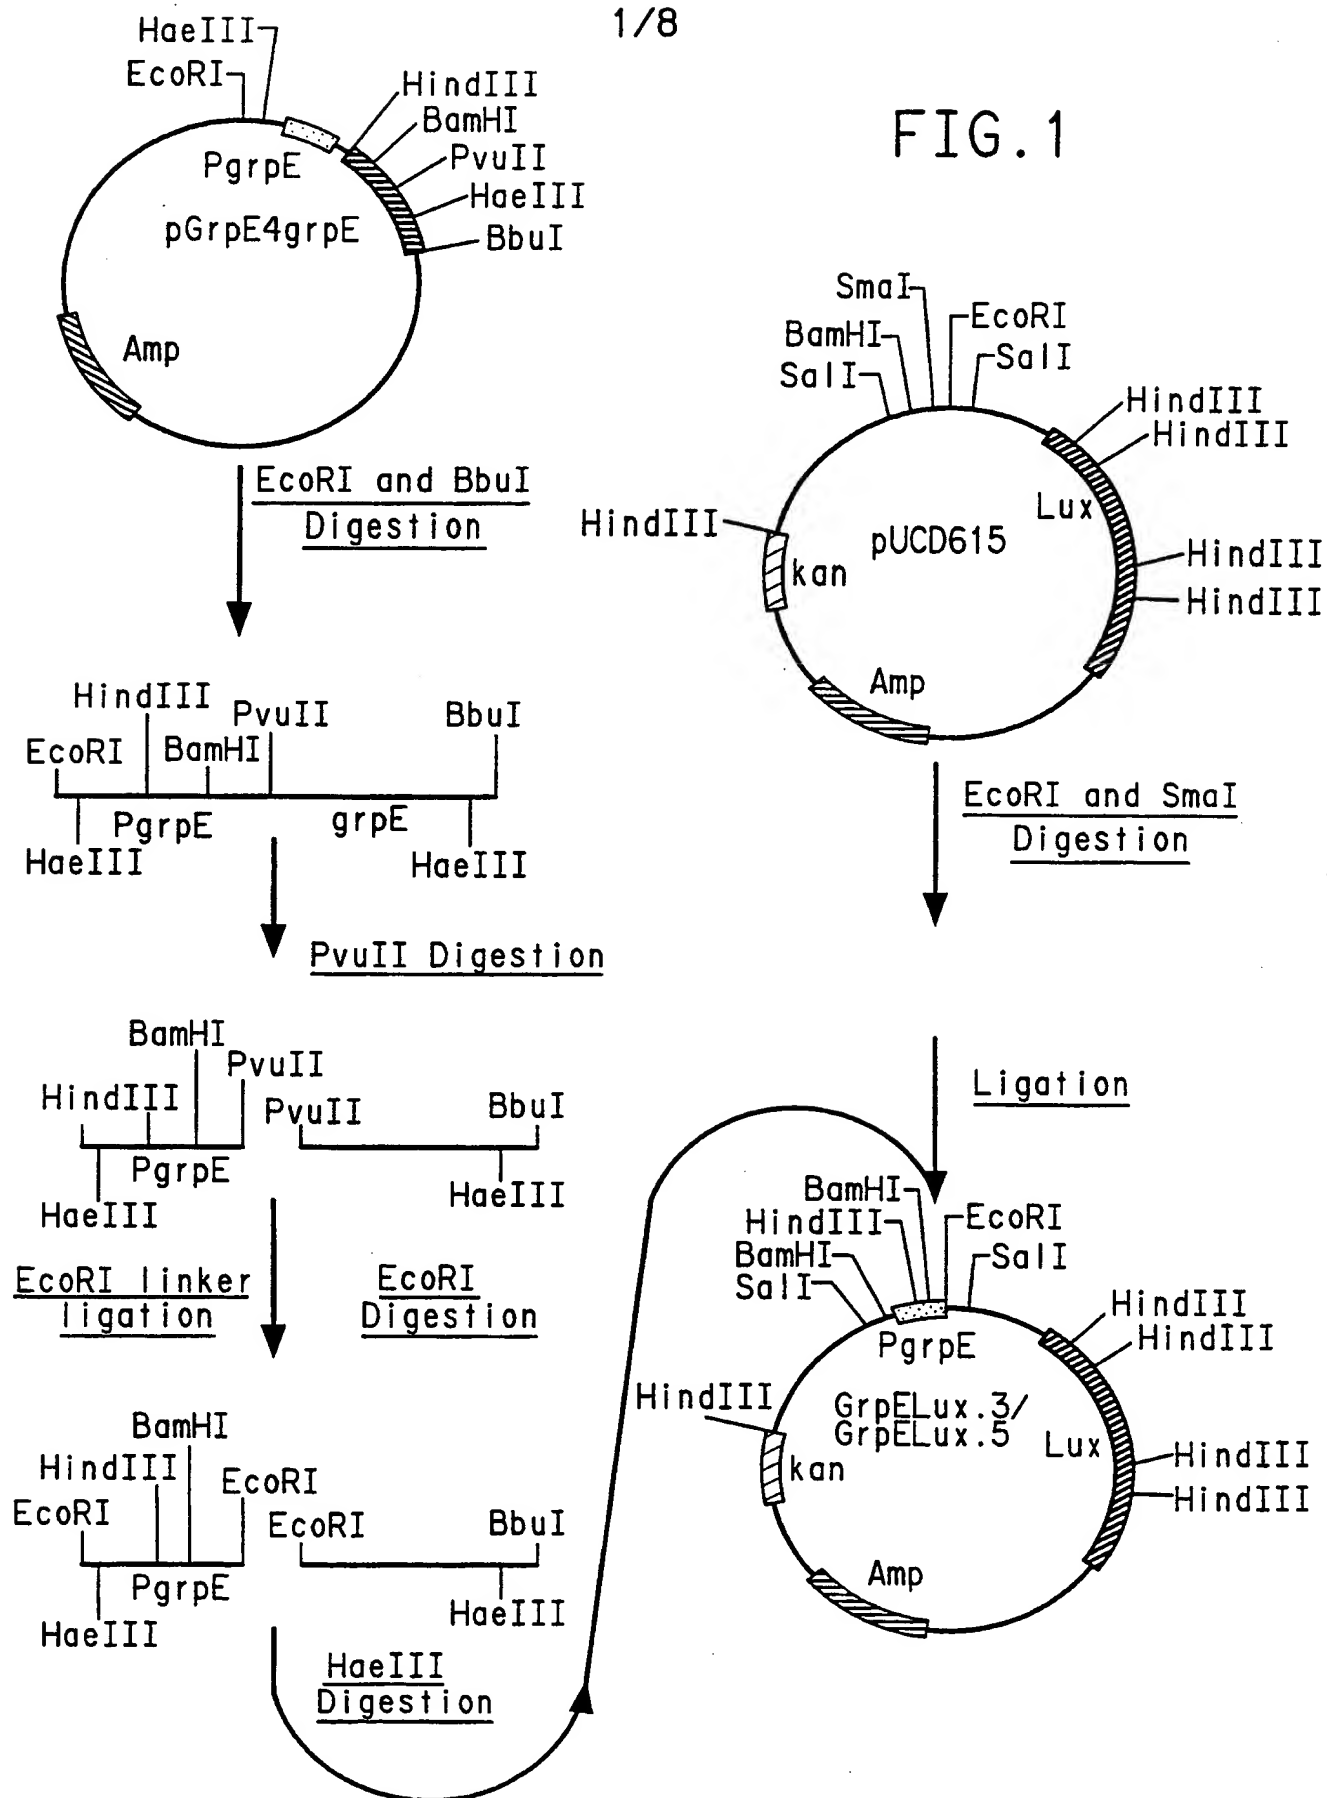 1/8
FIG.1
HaeIII
EcoRI
HindIII
BamHI
PvuII
HaeIII
BbuI
PgrpE
pGrpE4grpE
Amp
EcoRI and BbuI
Digestion
HindIII
PvuII
BbuI
EcoRI
BamHI
PgrpE
grpE
HaeIII
HaeIII
PvuII Digestion
BamHI
PvuII
HindIII
PvuII
BbuI
PgrpE
HaeIII
HaeIII
EcoRI linker
ligation
EcoRI
Digestion
BamHI
HindIII
EcoRI
EcoRI
EcoRI
BbuI
PgrpE
HaeIII
HaeIII
HaeIII
Digestion
SmaI
EcoRI
BamHI
SalI
SalI
HindIII
HindIII
Lux
HindIII
pUCD615
HindIII
kan
HindIII
Amp
EcoRI and SmaI
Digestion
Ligation
BamHI
EcoRI
HindIII
BamHI
SalI
SalI
HindIII
HindIII
PgrpE
HindIII
GrpELux.3/
GrpELux.5
Lux
HindIII
kan
HindIII
Amp